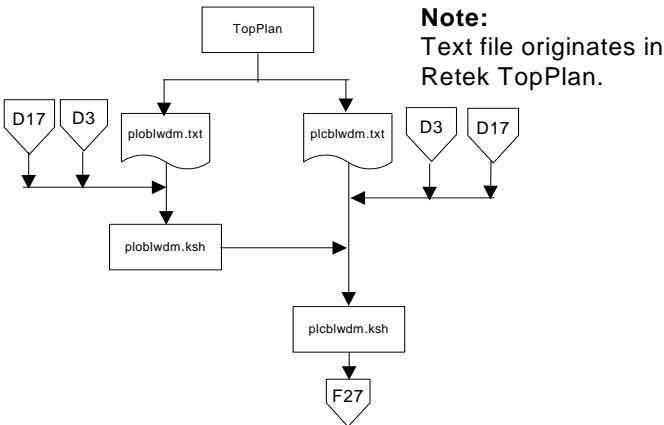 TopPlan
Note:
Text file originates in
Retek TopPlan.
D17
D3
ploblwdm.txt
plcblwdm.txt
D3
D17
ploblwdm.ksh
plcblwdm.ksh
F27